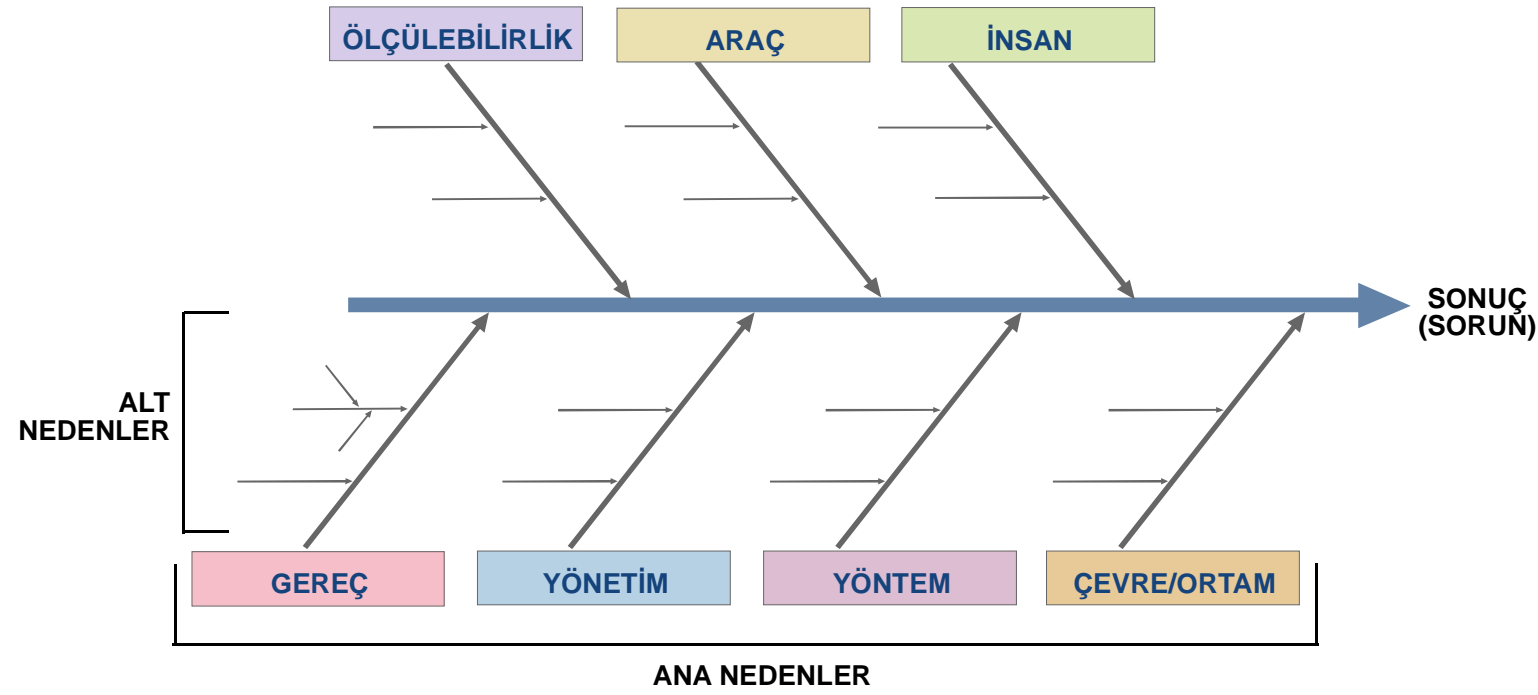 ÖLÇÜLEBİLİRLİK
ARAÇ
İNSAN
SONUÇ
(SORUN)
ALT
NEDENLER
GEREÇ
YÖNETİM
YÖNTEM
ÇEVRE/ORTAM
ANA NEDENLER